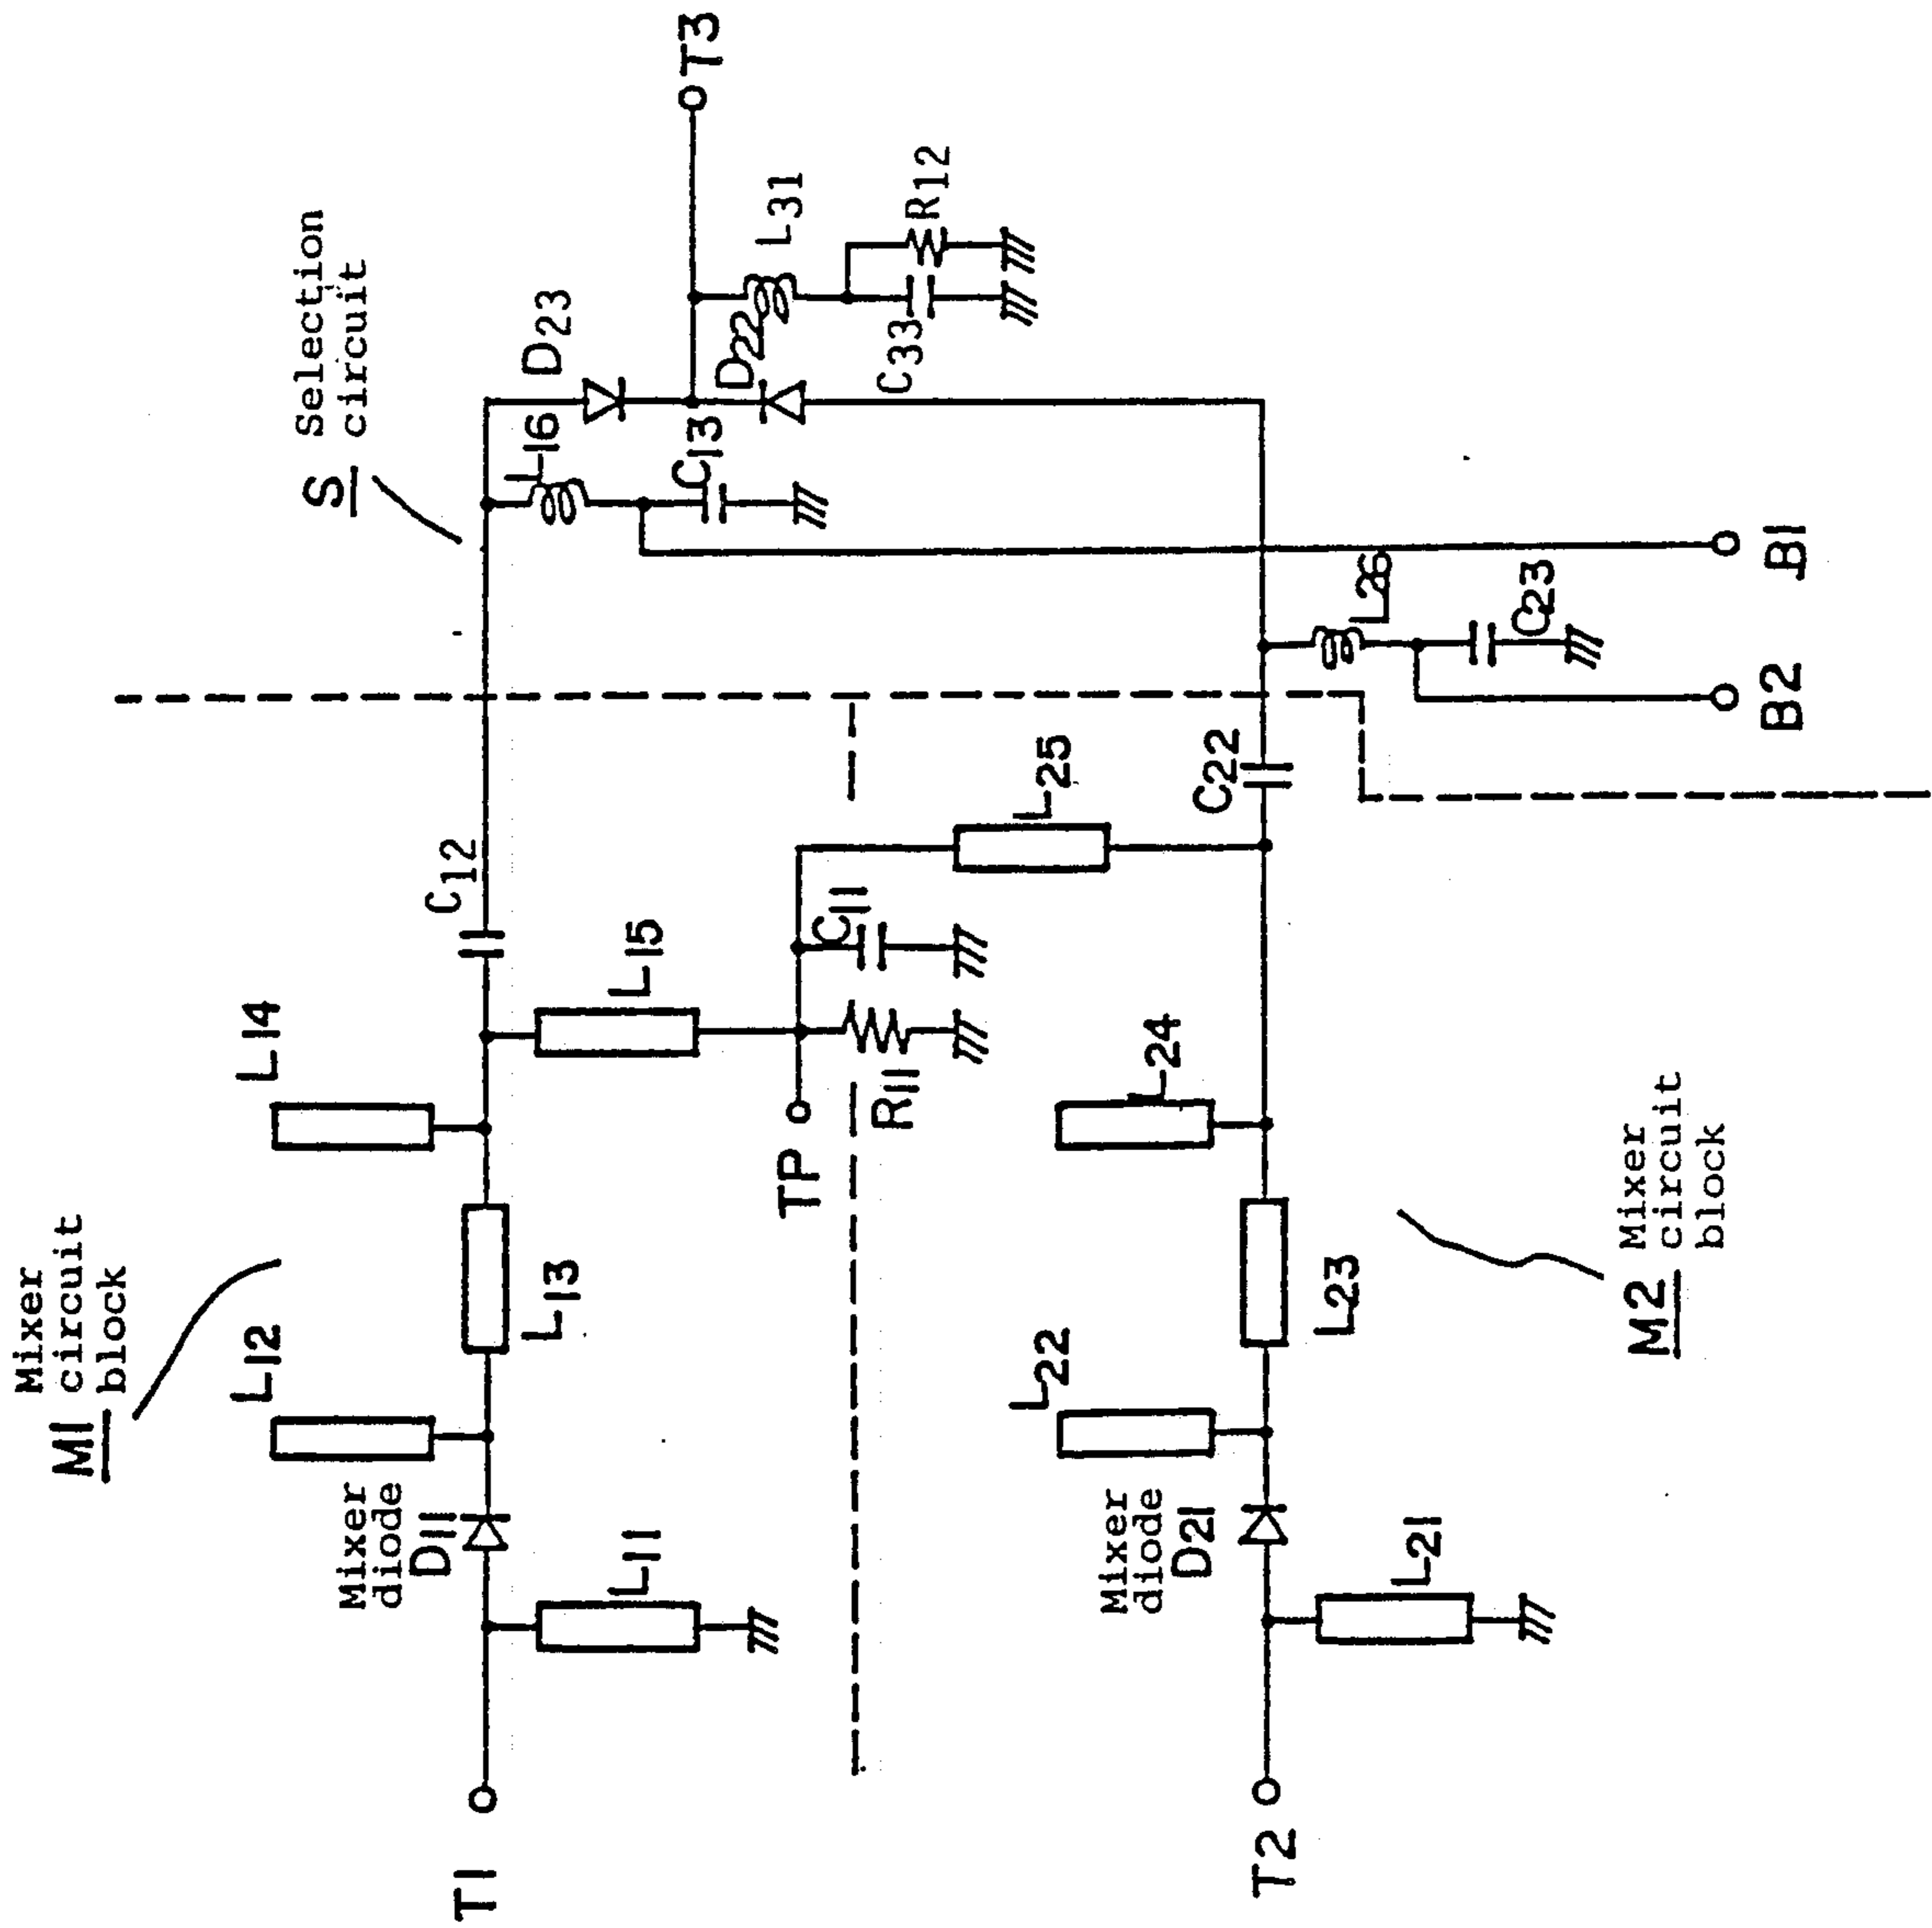 Mixer
circuit
block
M1
L12
L14
Selection
circuit
S
Mixer
diode
D11
C12
D23
T1
L11
L13
L15
L16
C13
D22
T3
L31
R12
C33
TP
R11
C11
L25
L22
L24
C22
Mixer
diode
D21
T2
L21
L23
L26
C23
B1
B2
Mixer
circuit
block
M2